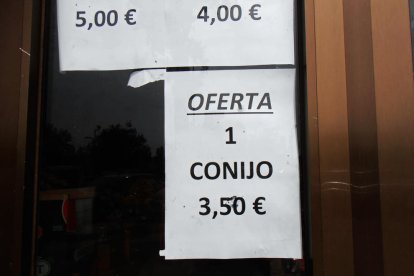 5,00 € 4,00 €
OFERTA
1
CONIJO
3,50 €